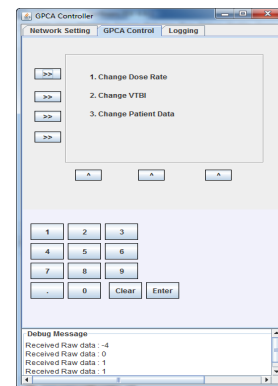 GPCA Controller
Network Setting GPCA Control Logging
>> 1. Change Dose Rate
>> 2. Change VTBI
>> 3. Change Patient Data
>>
^ ^ ^
1 2 3
4 5 6
7 8 9
. 0 Clear Enter
Debug Message
Received Raw data : -4
Received Raw data : 0
Received Raw data : 1
Received Raw data : 1